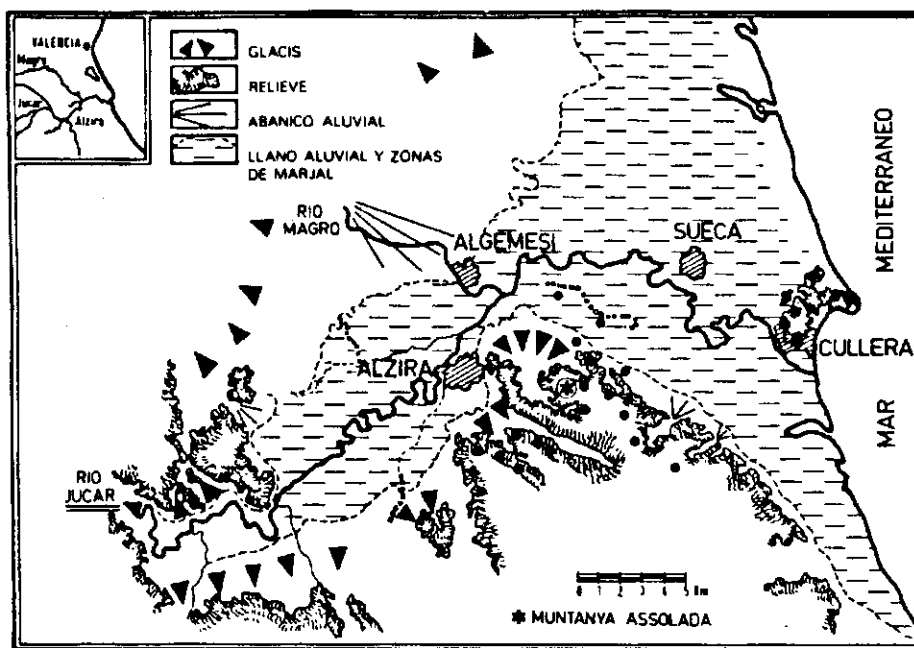 VALÈNCIA
Magro
Jucar
Alzira
GLACIS
RELIEVE
ABANICO ALUVIAL
LLANO ALUVIAL Y ZONAS
DE MARJAL
RIO
MAGRO
ALGEMESI
SUECA
MEDITERRANEO
ALZIRA
CULLERA
MAR
RIO
JUCAR
0 1 2 3 4 5 Km
* MUNTANYA ASSOLADA